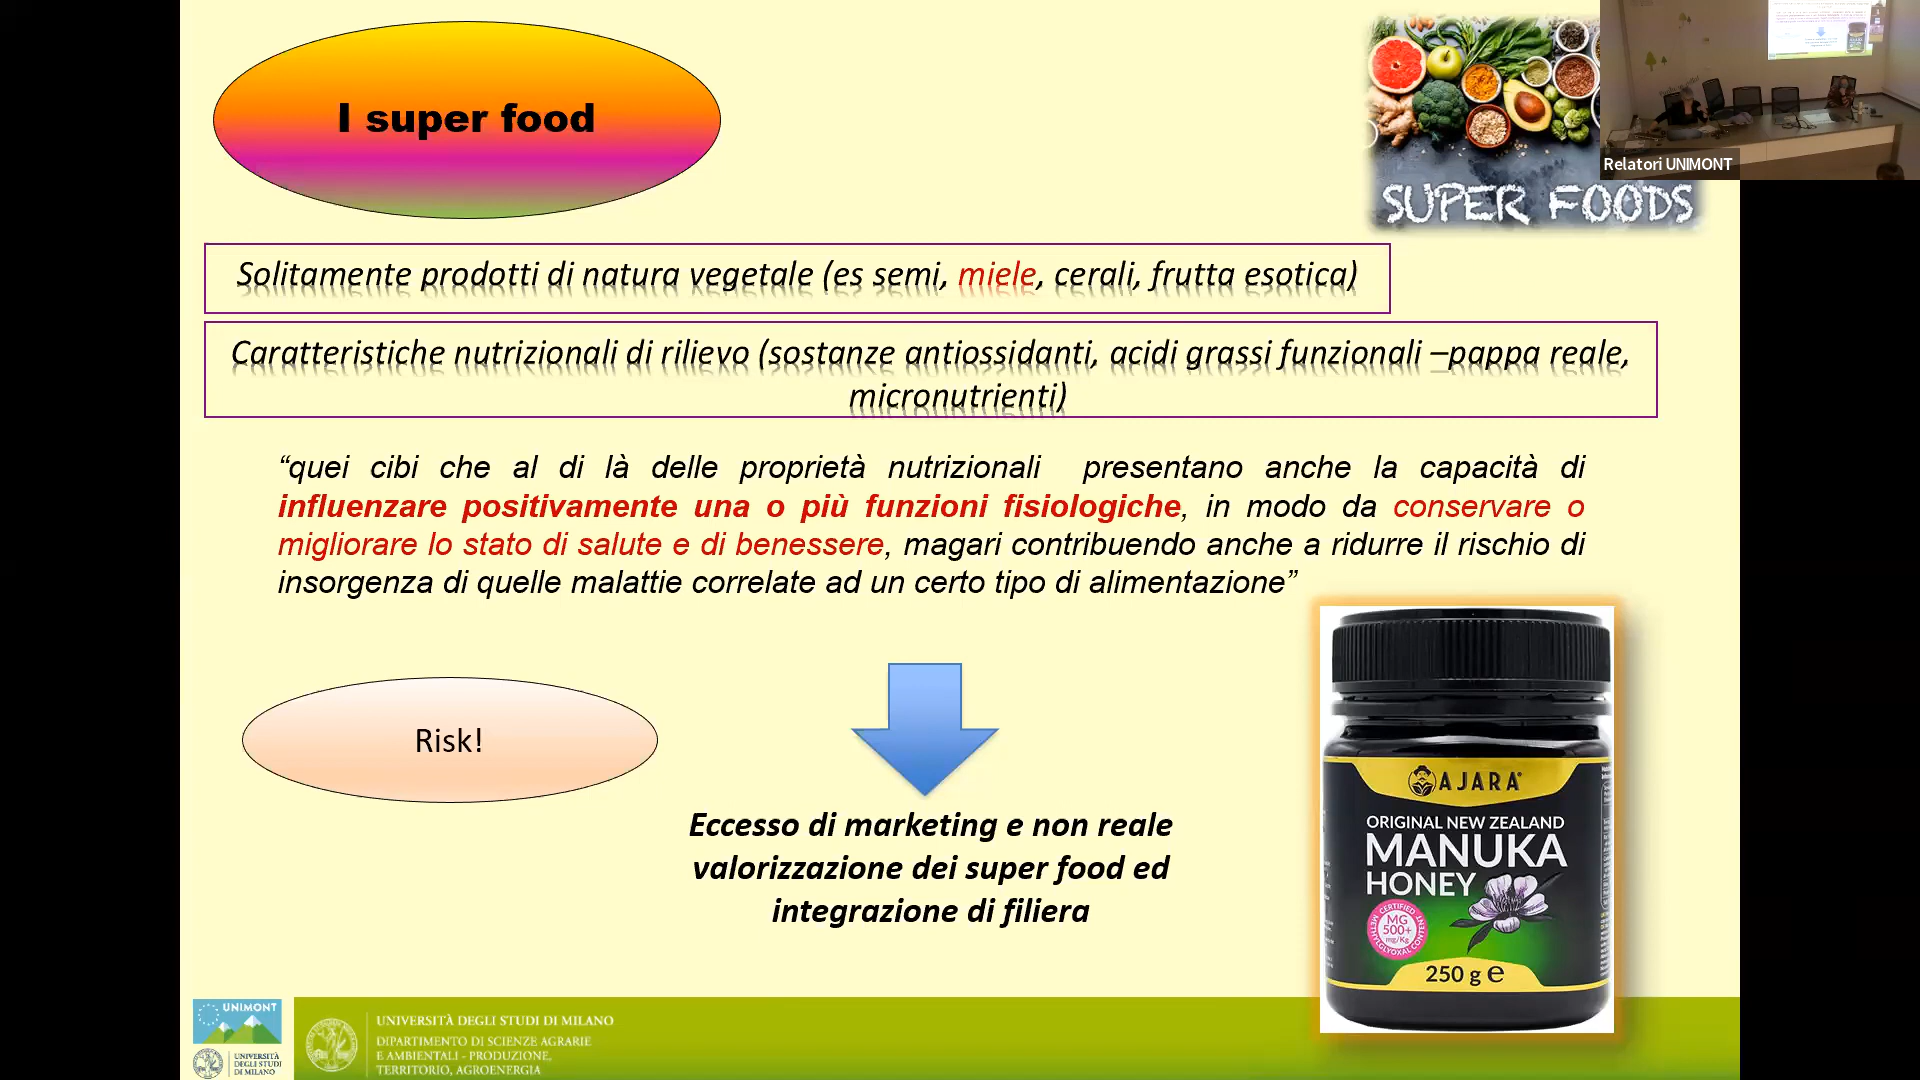 I super food
SUPER FOODS
Relatori UNIMONT
Solitamente prodotti di natura vegetale (es semi, miele, cerali, frutta esotica)
Caratteristiche nutrizionali di rilievo (sostanze antiossidanti, acidi grassi funzionali –pappa reale,
micronutrienti)
“quei cibi che al di là delle proprietà nutrizionali presentano anche la capacità di
influenzare positivamente una o più funzioni fisiologiche, in modo da conservare o
migliorare lo stato di salute e di benessere, magari contribuendo anche a ridurre il rischio di
insorgenza di quelle malattie correlate ad un certo tipo di alimentazione”
Risk!
Eccesso di marketing e non reale
valorizzazione dei super food ed
integrazione di filiera
AJARA
ORIGINAL NEW ZEALAND
MANUKA
HONEY
CERTIFIED
MG
500+
mg/Kg
METHYLGLYOXAL CONTENT
250 g e
UNIMONT
UNIVERSITÀ
DEGLI STUDI
DI MILANO
UNIVERSITÀ DEGLI STUDI DI MILANO
DIPARTIMENTO DI SCIENZE AGRARIE
E AMBIENTALI - PRODUZIONE,
TERRITORIO, AGROENERGIA